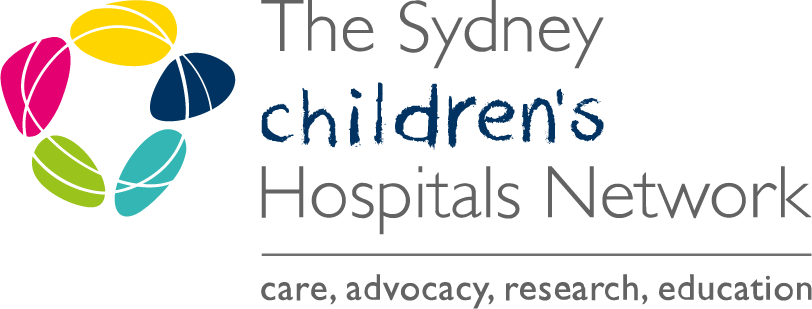 The Sydney
children's
Hospitals Network
care, advocacy, research, education